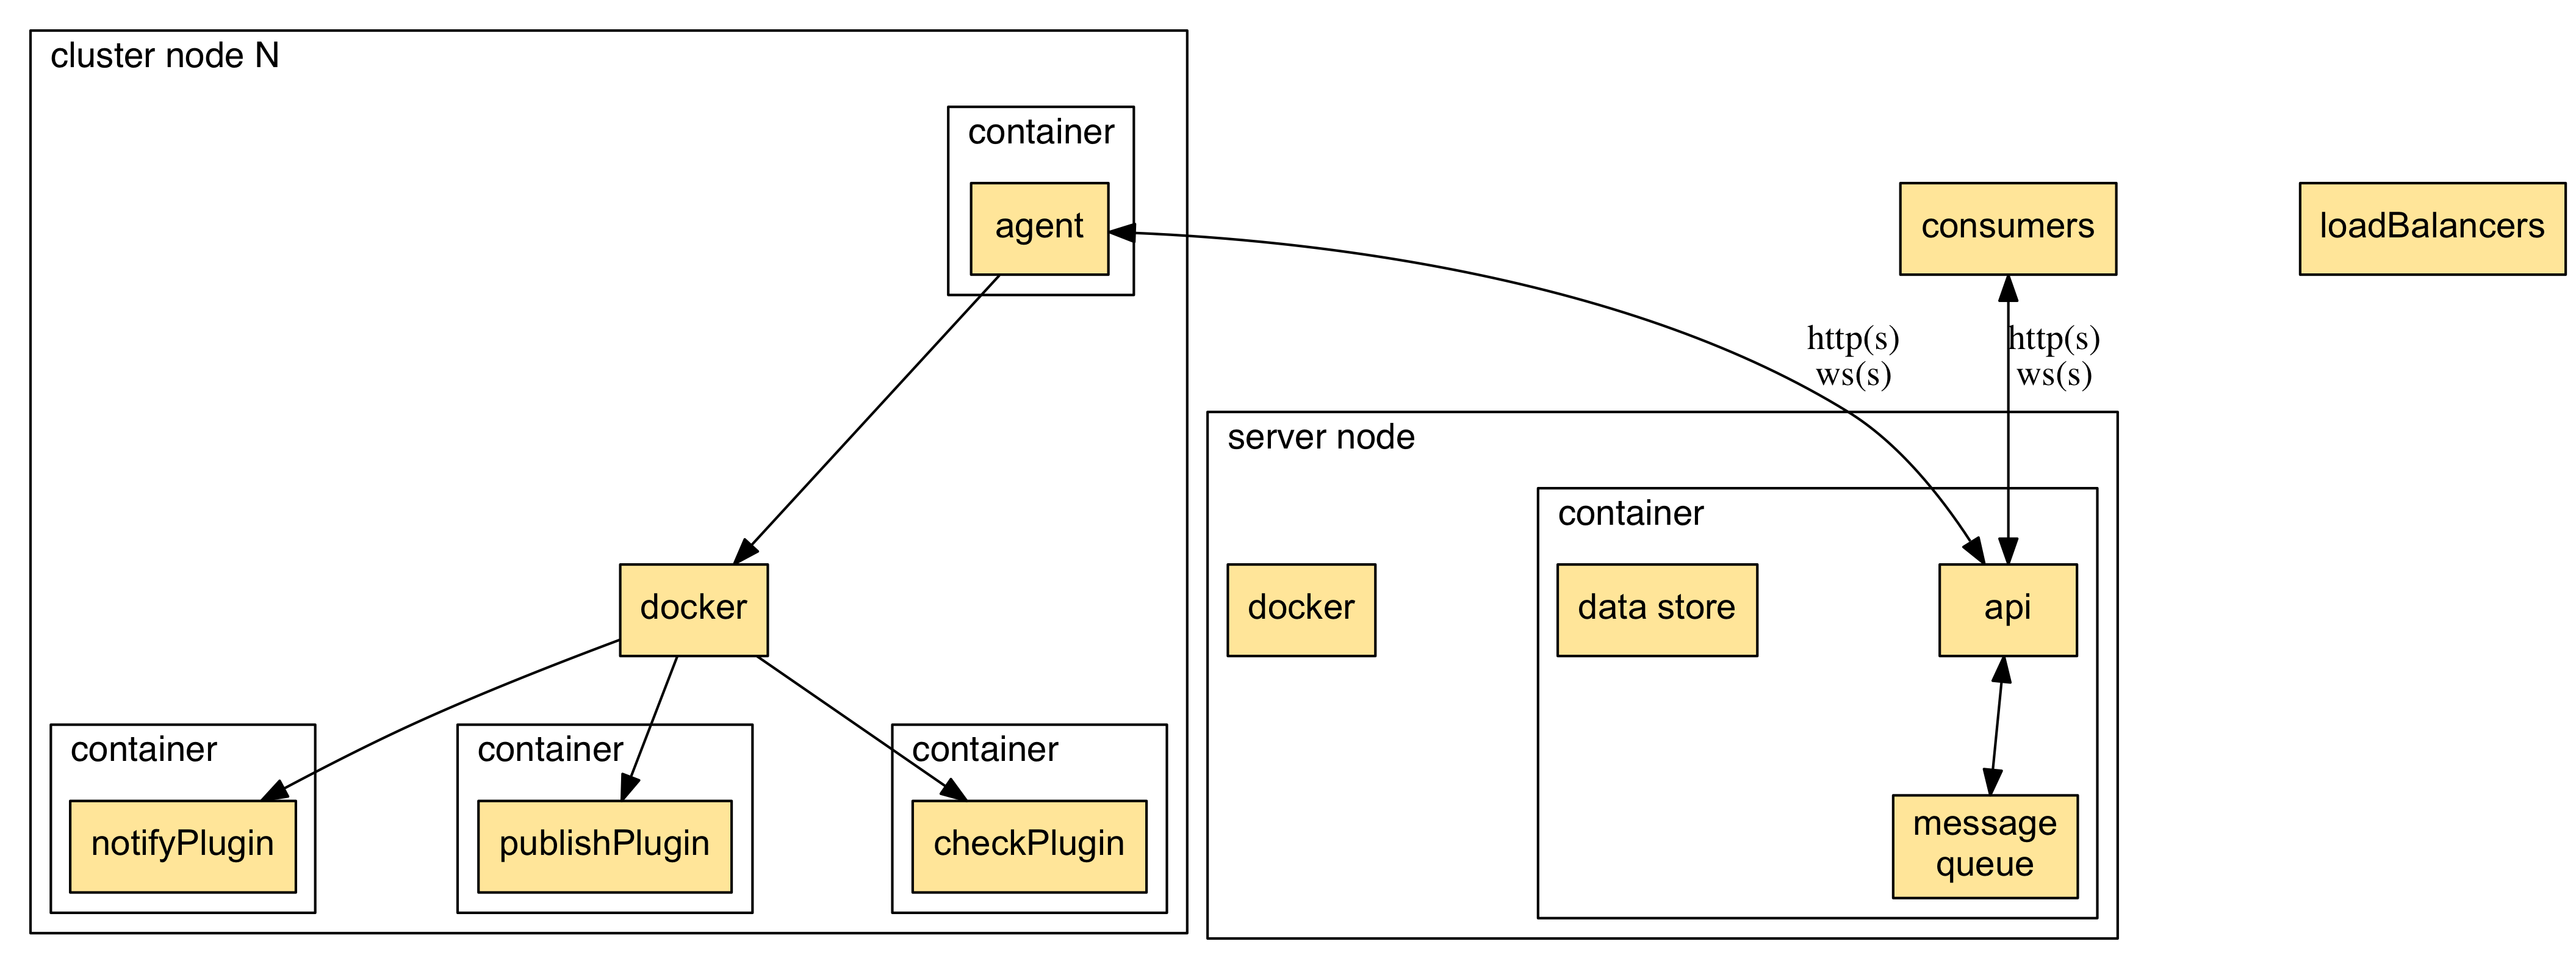 cluster node N
container
agent
consumers
loadBalancers
http(s)
ws(s)
http(s)
ws(s)
server node
container
docker
docker
data store
api
container
notifyPlugin
container
publishPlugin
container
checkPlugin
message
queue